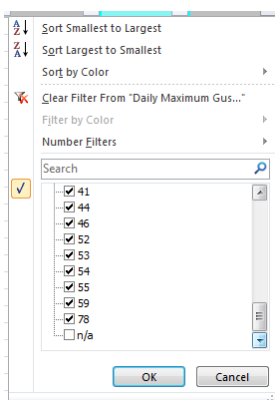 Sort Smallest to Largest
Sort Largest to Smallest
Sort by Color
Clear Filter From "Daily Maximum Gus..."
Filter by Color
Number Filters
Search
41
44
46
52
53
54
55
59
78
n/a
OK Cancel